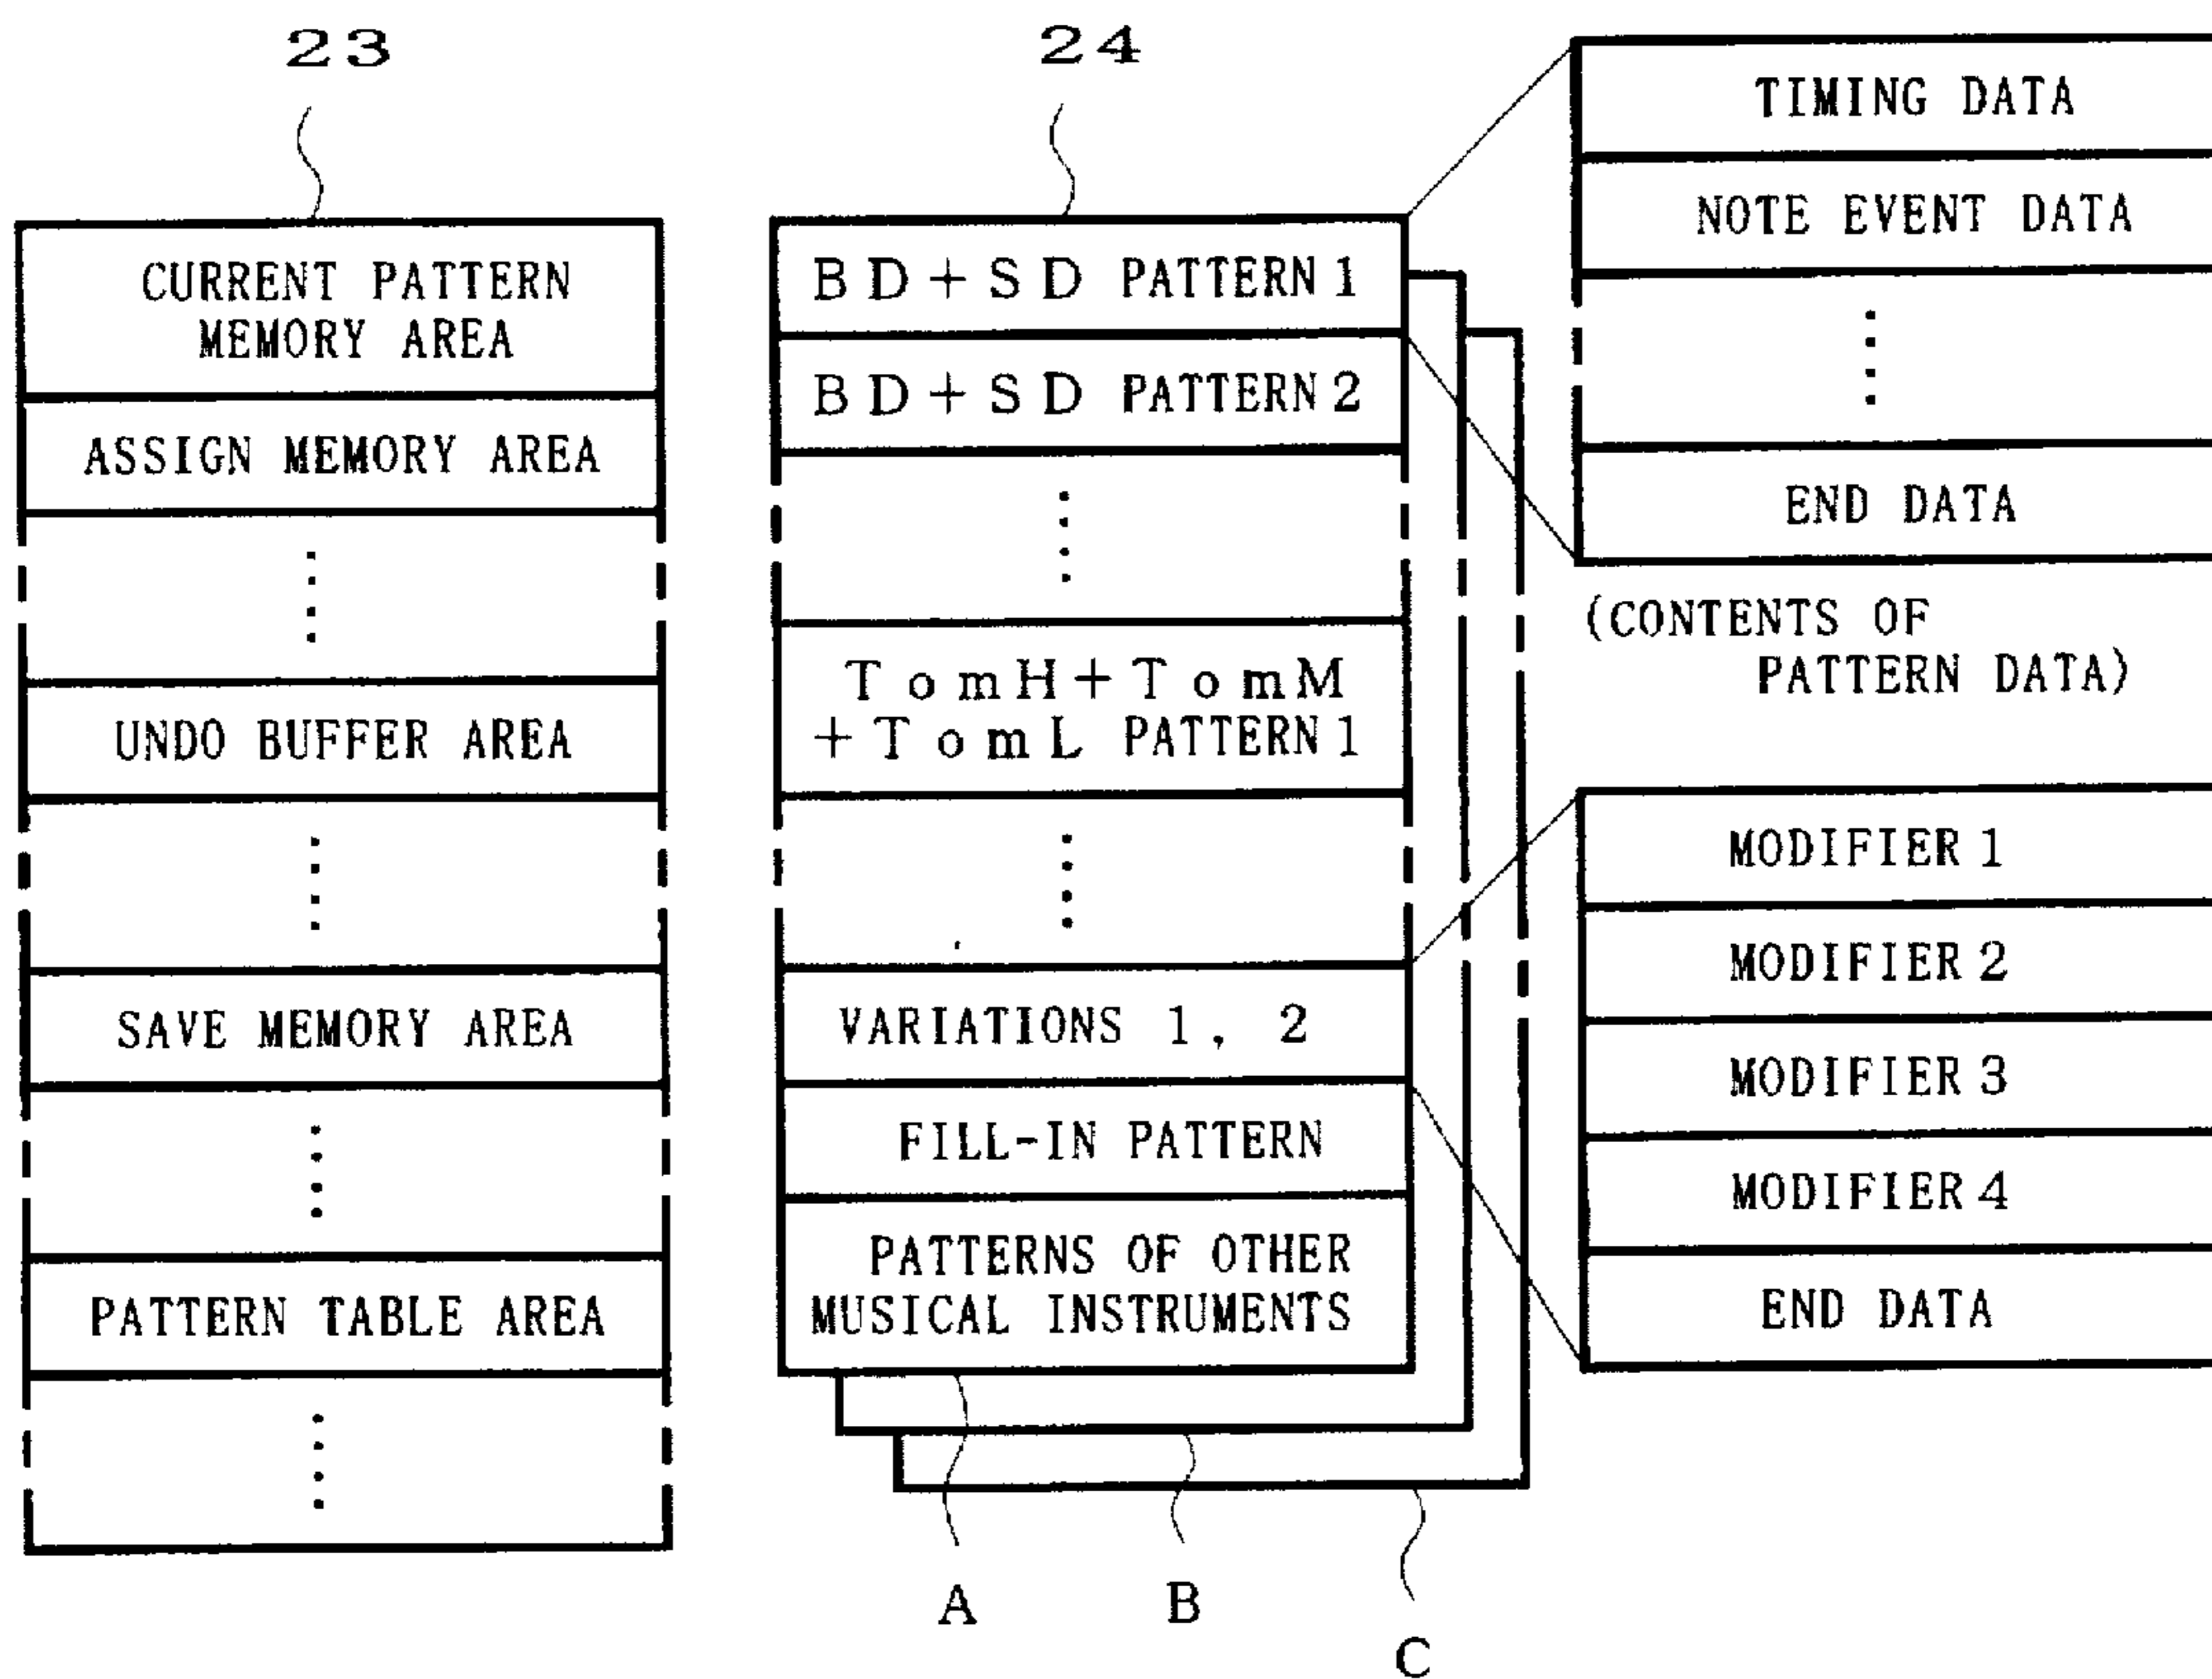 23
CURRENT PATTERN
MEMORY AREA
ASSIGN MEMORY AREA
UNDO BUFFER AREA
SAVE MEMORY AREA
PATTERN TABLE AREA
24
BD+SD PATTERN 1
BD+SD PATTERN 2
TomH+TomM
+TomL PATTERN 1
VARIATIONS 1, 2
FILL-IN PATTERN
PATTERNS OF OTHER
MUSICAL INSTRUMENTS
A
B
C
TIMING DATA
NOTE EVENT DATA
END DATA
(CONTENTS OF
PATTERN DATA)
MODIFIER 1
MODIFIER 2
MODIFIER 3
MODIFIER 4
END DATA